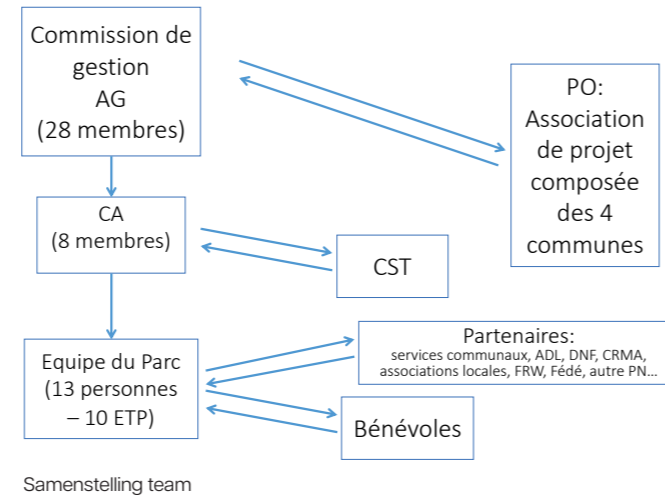 Commission de
gestion
AG
(28 membres)
PO:
Association
de projet
composée
des 4
communes
CA
(8 membres)
CST
Equipe du Parc
(13 personnes
– 10 ETP)
Partenaires:
services communaux, ADL, DNF, CRMA,
associations locales, FRW, Fédé, autre PN...
Bénévoles
Samenstelling team